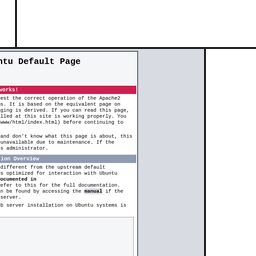 ntu Default Page
works!
est the correct operation of the Apache2
s. It is based on the equivalent page on
aging is derived. If you can read this page,
lled at this site is working properly. You
/www/html/index.html) before continuing to
and don't know what this page is about, this
unavailable due to maintenance. If the
s administrator.
ion Overview
different from the upstream default
s optimized for interaction with Ubuntu
ocumented in
efer to this for the full documentation.
n be found by accessing the manual if the
server.
b server installation on Ubuntu systems is